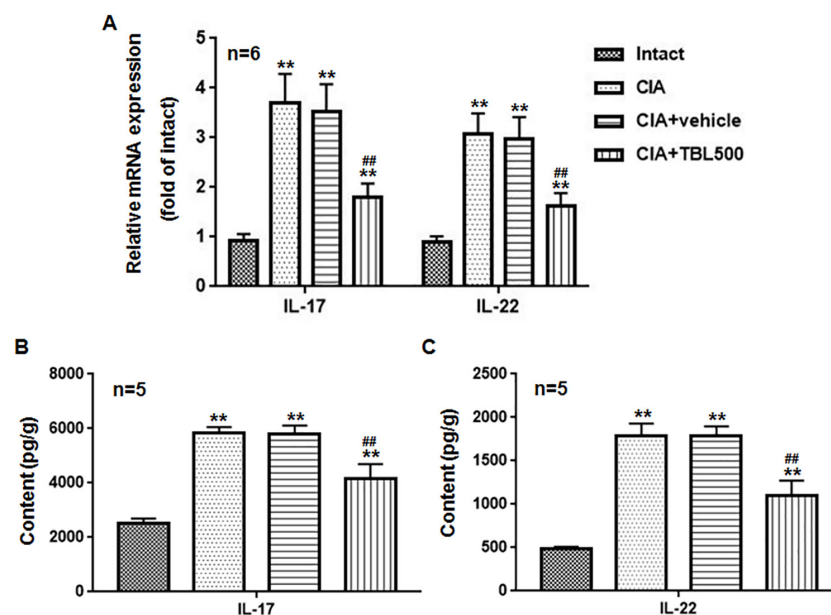 A
n=6
Relative mRNA expression
(fold of intact)
5
4
3
2
1
0
**
**
##
**
**
**
##
**
IL-17
IL-22
Intact
CIA
CIA+vehicle
CIA+TBL500
B
n=5
Content (pg/g)
8000
6000
4000
2000
0
**
**
##
**
IL-17
C
n=5
Content (pg/g)
2500
2000
1500
1000
500
0
**
**
##
**
IL-22